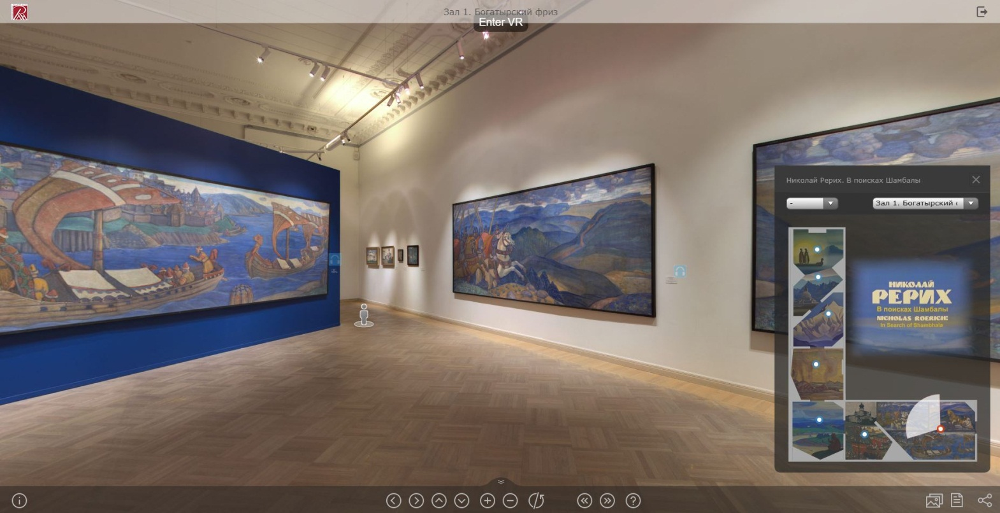 Зал 1. Богатырский фриз
Enter VR
Николай Рерих. В поисках Шамбалы
-
Зал 1. Богатырский
НИКОЛАЙ
РЕРИХ
В поисках Шамбалы
NICHOLAS ROERICH:
In Search of Shambhala